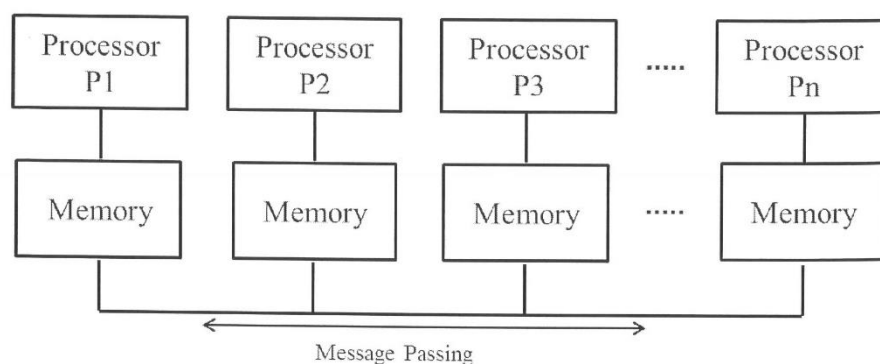 Processor
P1
Processor
P2
Processor
P3
.....
Processor
Pn
Memory
Memory
Memory
.....
Memory
Message Passing